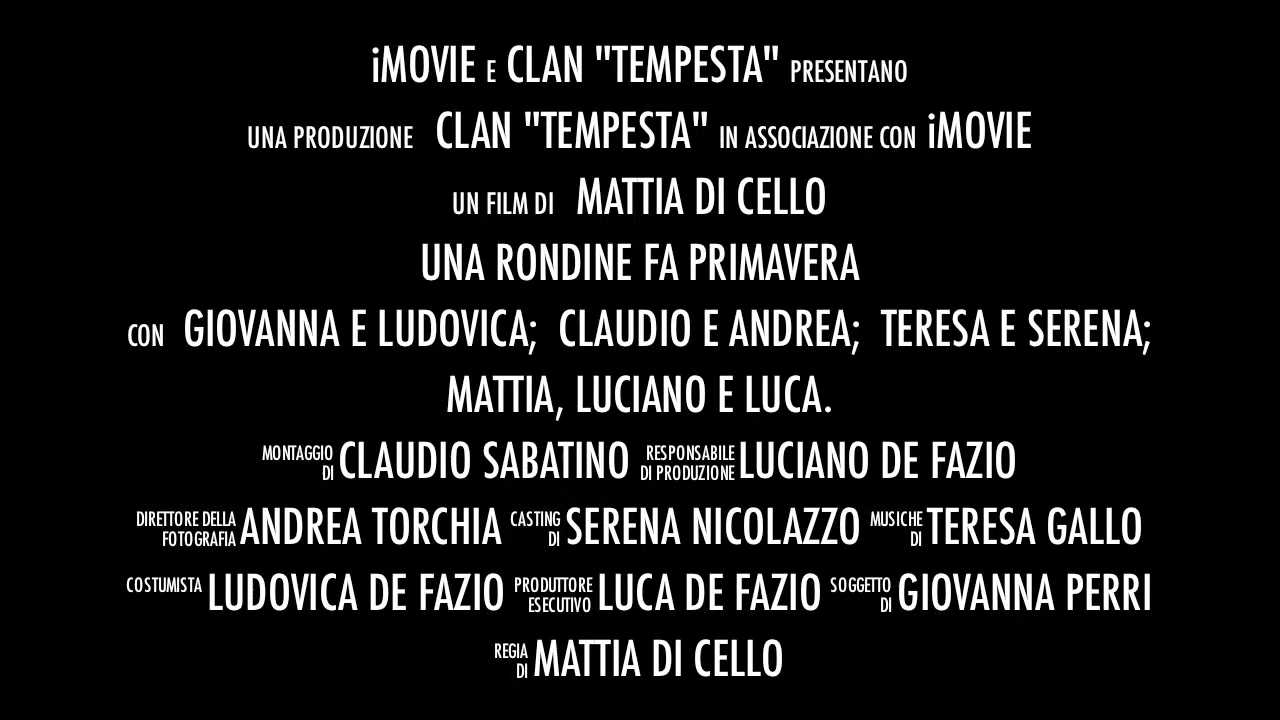 iMOVIE E CLAN "TEMPESTA" PRESENTANO
UNA PRODUZIONE CLAN "TEMPESTA" IN ASSOCIAZIONE CON iMOVIE
UN FILM DI MATTIA DI CELLO
UNA RONDINE FA PRIMAVERA
CON GIOVANNA E LUDOVICA; CLAUDIO E ANDREA; TERESA E SERENA;
MATTIA, LUCIANO E LUCA.
MONTAGGIO DI CLAUDIO SABATINO RESPONSABILE DI PRODUZIONE LUCIANO DE FAZIO
DIRETTORE DELLA FOTOGRAFIA ANDREA TORCHIA CASTING DI SERENA NICOLAZZO MUSICHE DI TERESA GALLO
COSTUMISTA LUDOVICA DE FAZIO PRODUTTORE ESECUTIVO LUCA DE FAZIO SOGGETTO DI GIOVANNA PERRI
REGIA DI MATTIA DI CELLO